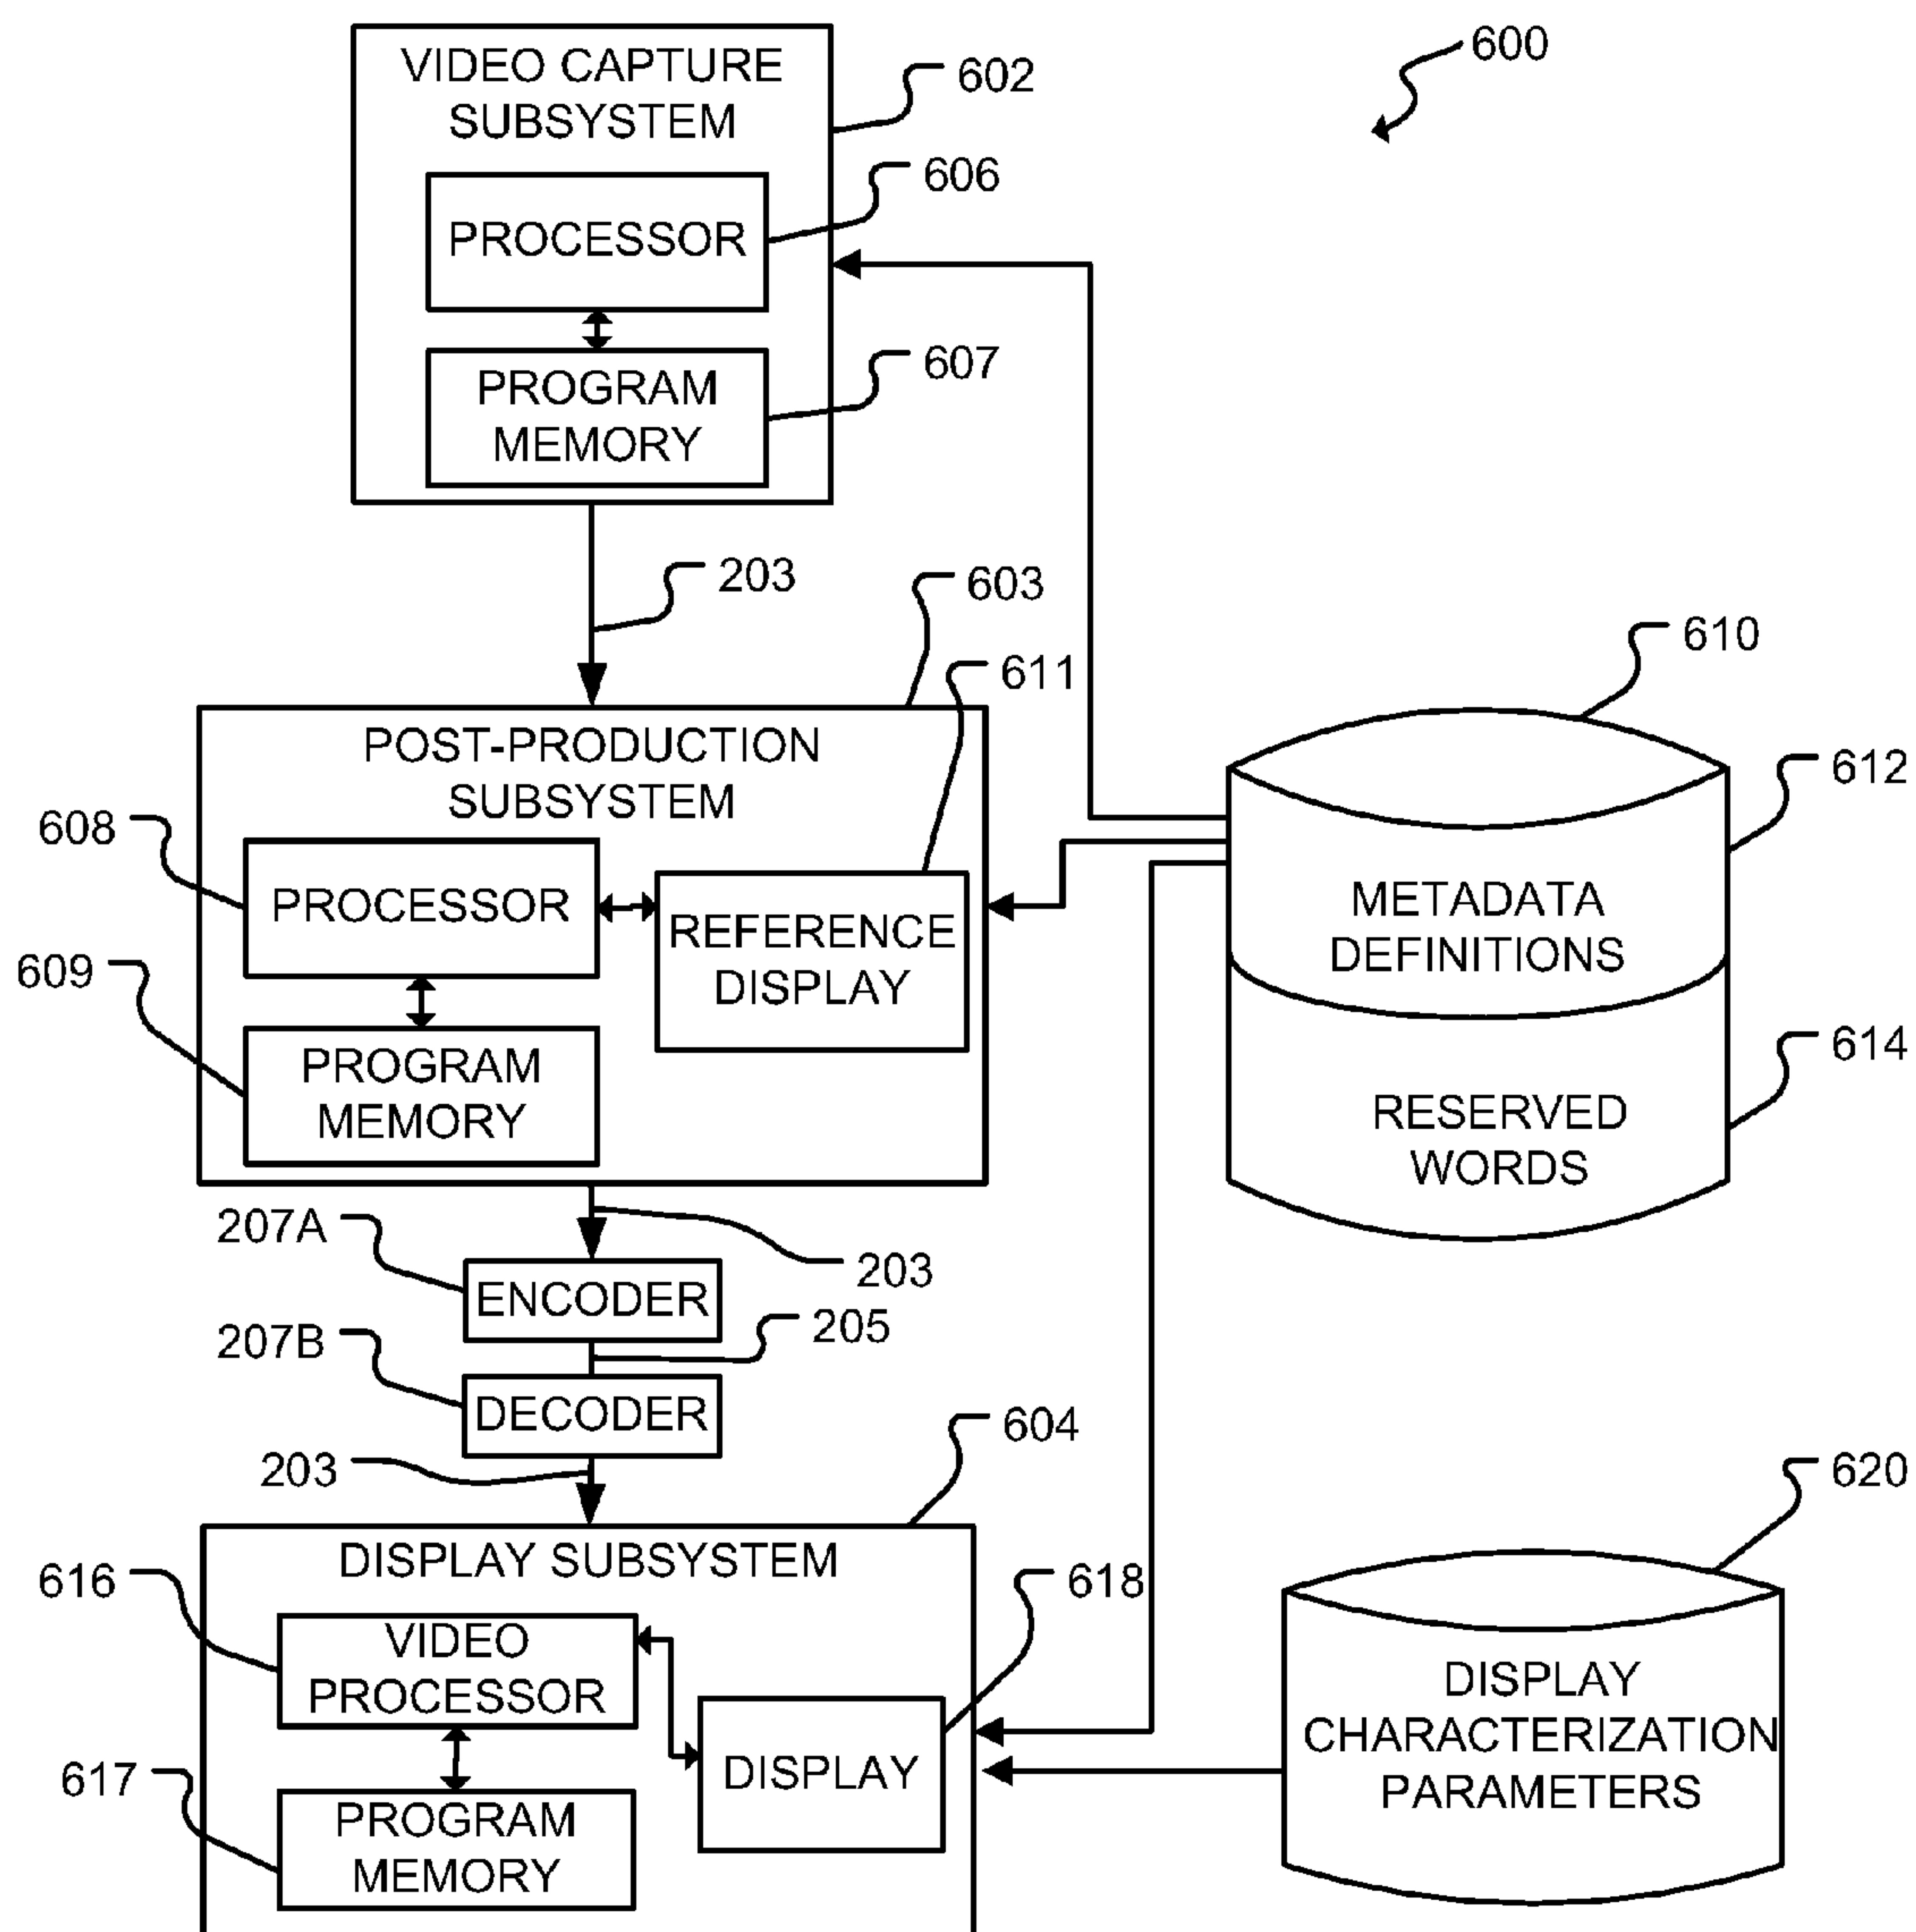 VIDEO CAPTURE
SUBSYSTEM
602
600
606
PROCESSOR
607
PROGRAM
MEMORY
203
603
611
610
612
POST-PRODUCTION
SUBSYSTEM
608
PROCESSOR
REFERENCE
DISPLAY
609
PROGRAM
MEMORY
METADATA
DEFINITIONS
614
RESERVED
WORDS
207A
203
ENCODER
205
207B
DECODER
203
604
620
DISPLAY SUBSYSTEM
616
618
VIDEO
PROCESSOR
DISPLAY
617
PROGRAM
MEMORY
DISPLAY
CHARACTERIZATION
PARAMETERS